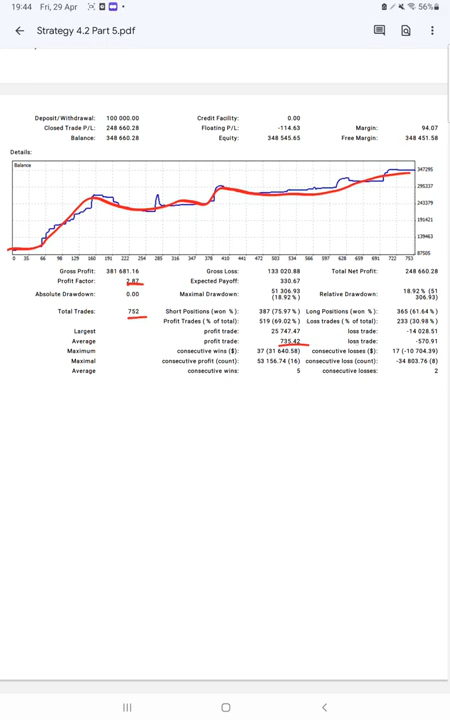 19:44 Fri, 29 Apr 56%
Strategy 4.2 Part 5.pdf
Deposit/Withdrawal: 100 000.00 Credit Facility: 0.00
Closed Trade P/L: 248 660.28 Floating P/L: -114.63 Margin: 94.07
Balance: 348 660.28 Equity: 348 545.65 Free Margin: 348 451.58
Details:
Balance
347295
295337
243379
191421
139463
87505
0 35 66 98 129 160 191 222 254 285 316 347 378 410 441 472 503 535 566 597 628 659 691 722 753
Gross Profit: 381 681.16 Gross Loss: 133 020.88 Total Net Profit: 248 660.28
Profit Factor: 2.87 Expected Payoff: 330.67
Absolute Drawdown: 0.00 Maximal Drawdown: 51 306.93 (18.92%) Relative Drawdown: 18.92% (51 306.93)
Total Trades: 752 Short Positions (won %): 387 (75.97%) Long Positions (won %): 365 (61.64%)
Profit Trades (% of total): 519 (69.02%) Loss trades (% of total): 233 (30.98%)
Largest profit trade: 25 747.47 loss trade: -14 028.51
Average profit trade: 735.42 loss trade: -570.91
Maximum consecutive wins ($): 37 (31 640.58) consecutive losses ($): 17 (-10 704.39)
Maximal consecutive profit (count): 53 156.74 (16) consecutive loss (count): -34 803.76 (8)
Average consecutive wins: 5 consecutive losses: 2